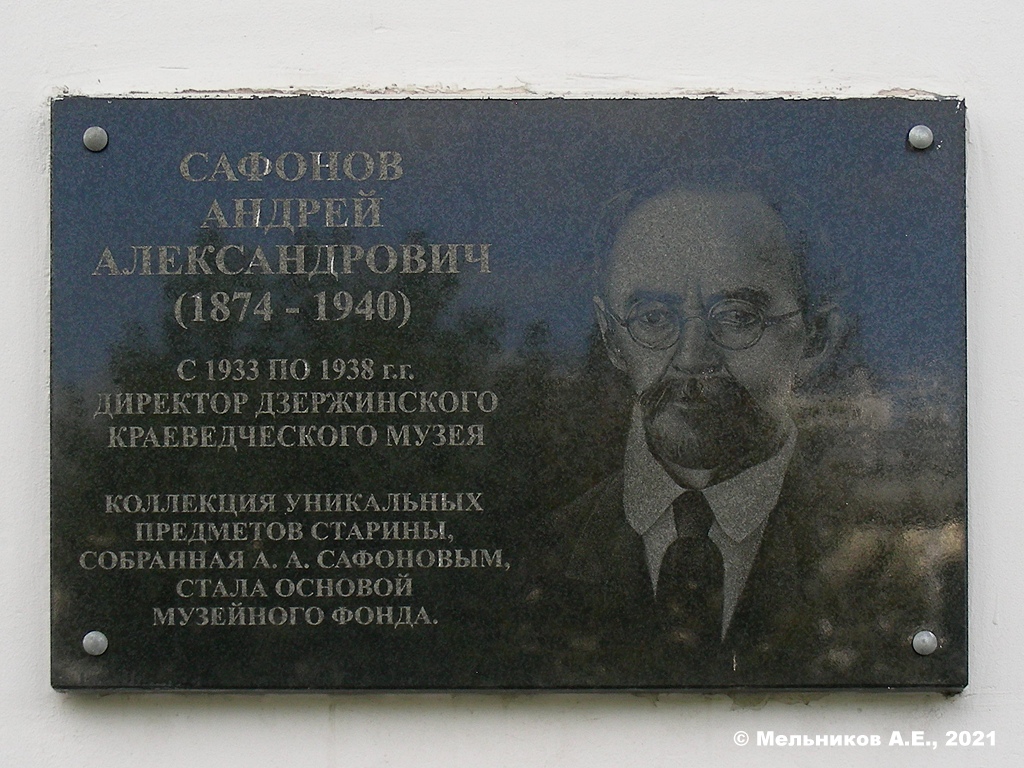 САФОНОВ
АНДРЕЙ
АЛЕКСАНДРОВИЧ
(1874 - 1940)
С 1933 ПО 1938 г.г.
ДИРЕКТОР ДЗЕРЖИНСКОГО
КРАЕВЕДЧЕСКОГО МУЗЕЯ
КОЛЛЕКЦИЯ УНИКАЛЬНЫХ
ПРЕДМЕТОВ СТАРИНЫ,
СОБРАННАЯ А. А. САФОНОВЫМ,
СТАЛА ОСНОВОЙ
МУЗЕЙНОГО ФОНДА.
© Мельников А.Е., 2021